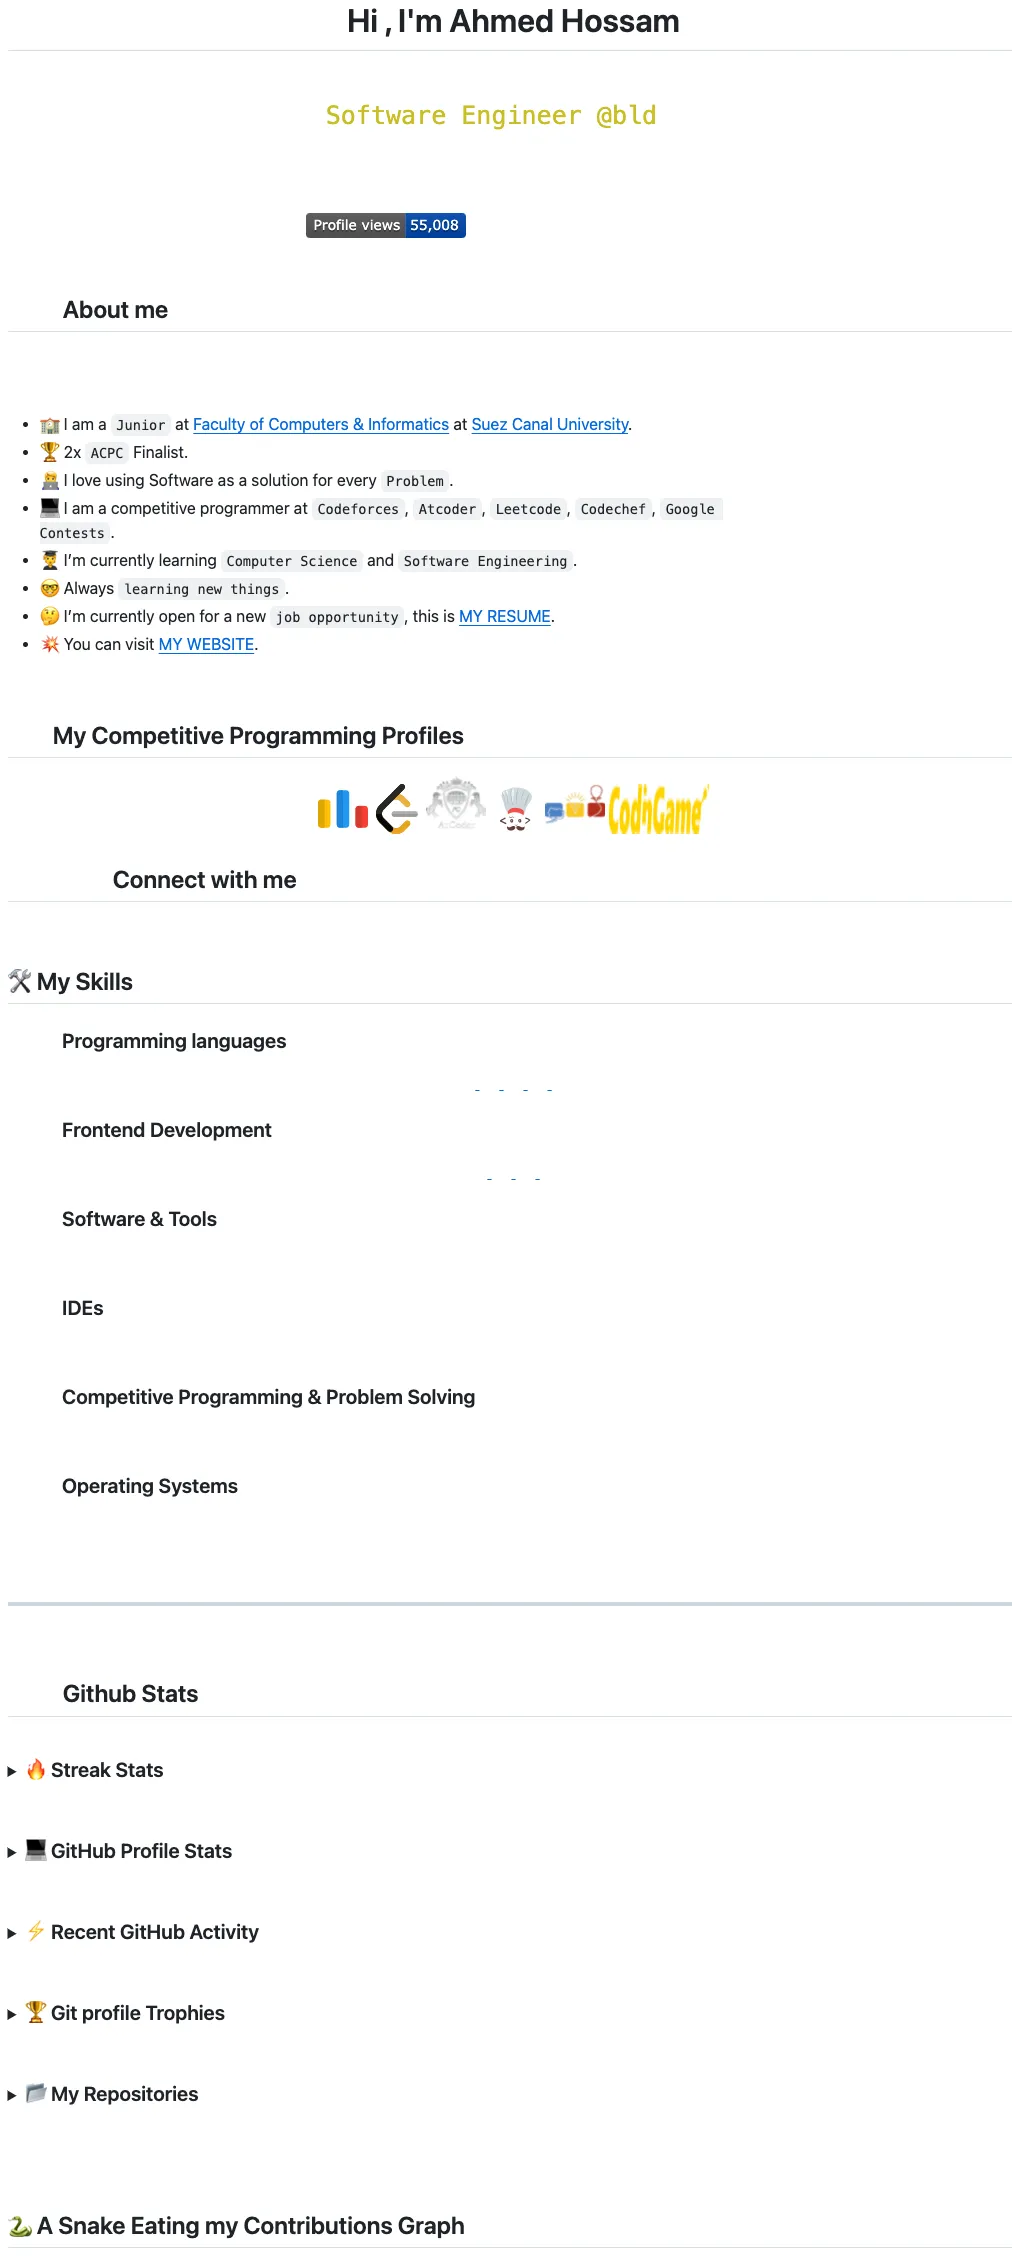 Hi , I'm Ahmed Hossam
Software Engineer @bld
Profile views 55,008
About me
I am a Junior at Faculty of Computers & Informatics at Suez Canal University.
2x ACPC Finalist.
I love using Software as a solution for every Problem .
I am a competitive programmer at Codeforces , Atcoder , Leetcode , Codechef , Google
Contests .
I’m currently learning Computer Science and Software Engineering .
Always learning new things .
I’m currently open for a new job opportunity , this is MY RESUME.
You can visit MY WEBSITE.
My Competitive Programming Profiles
AtCoder CodinGame
Connect with me
My Skills
Programming languages
Frontend Development
Software & Tools
IDEs
Competitive Programming & Problem Solving
Operating Systems
Github Stats
Streak Stats
GitHub Profile Stats
Recent GitHub Activity
Git profile Trophies
My Repositories
A Snake Eating my Contributions Graph